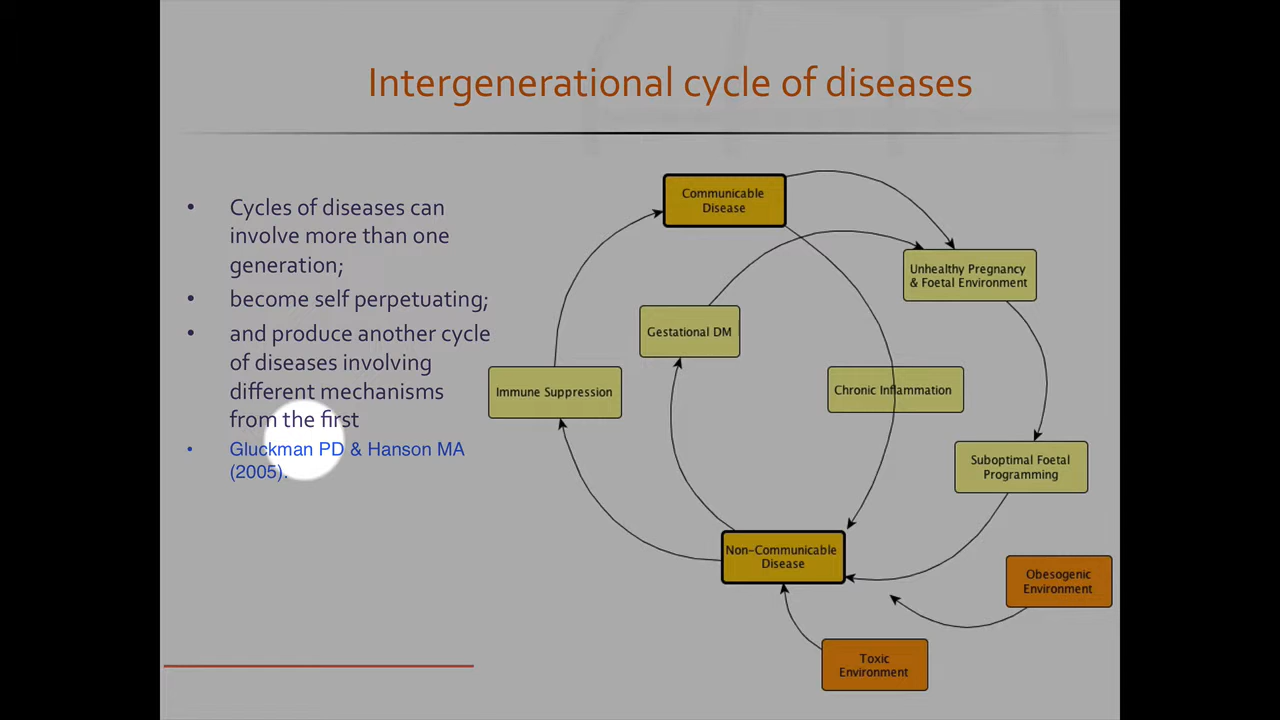 Intergenerational cycle of diseases
• Cycles of diseases can
involve more than one
generation;
• become self perpetuating;
• and produce another cycle
of diseases involving
different mechanisms
from the first
• Gluckman PD & Hanson MA
(2005).
Communicable
Disease
Unhealthy Pregnancy
& Foetal Environment
Gestational DM
Immune Suppression
Chronic Inflammation
Suboptimal Foetal
Programming
Non-Communicable
Disease
Obesogenic
Environment
Toxic
Environment